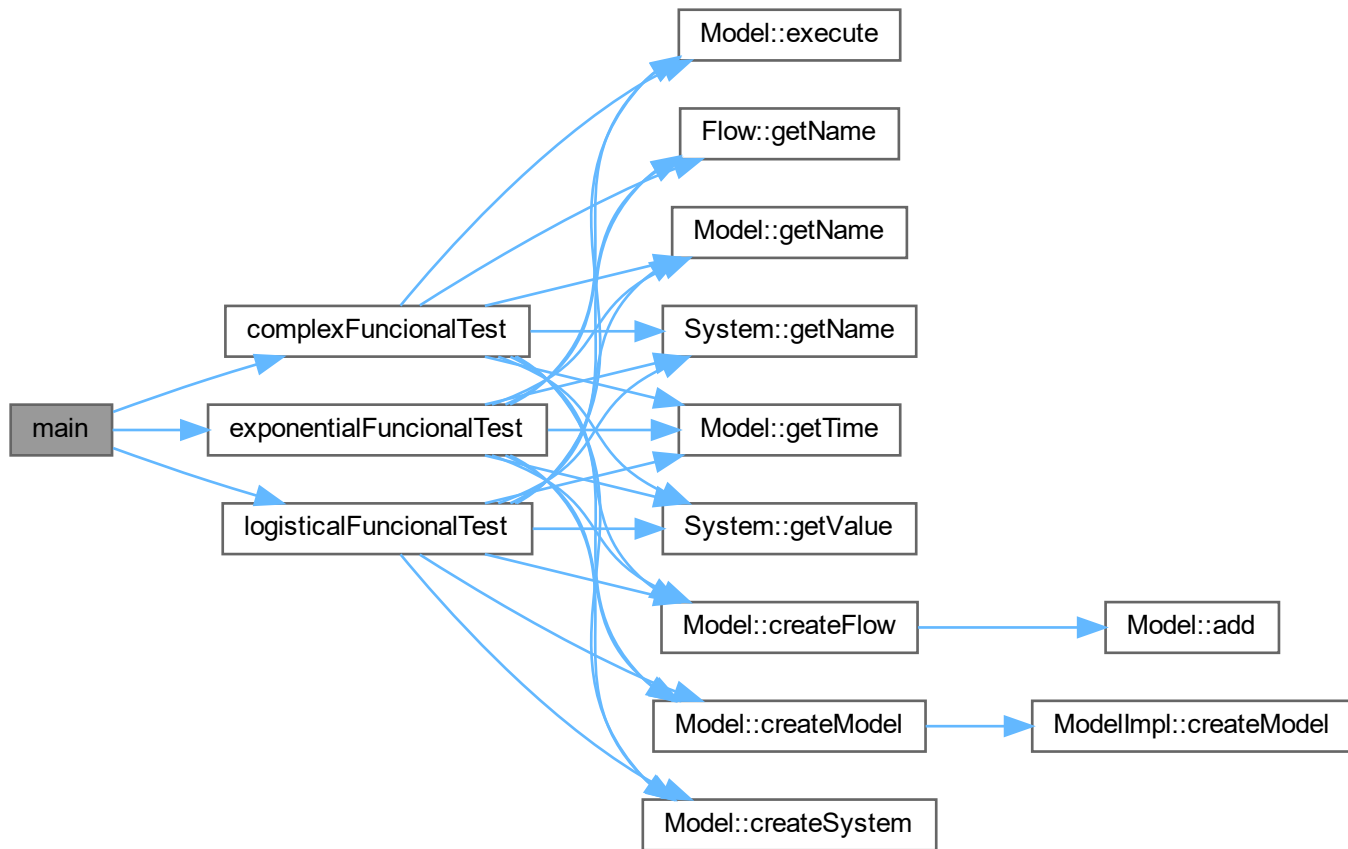 main
complexFuncionalTest
exponentialFuncionalTest
logisticalFuncionalTest
Model::execute
Flow::getName
Model::getName
System::getName
Model::getTime
System::getValue
Model::createFlow
Model::createModel
Model::createSystem
Model::add
ModelImpl::createModel